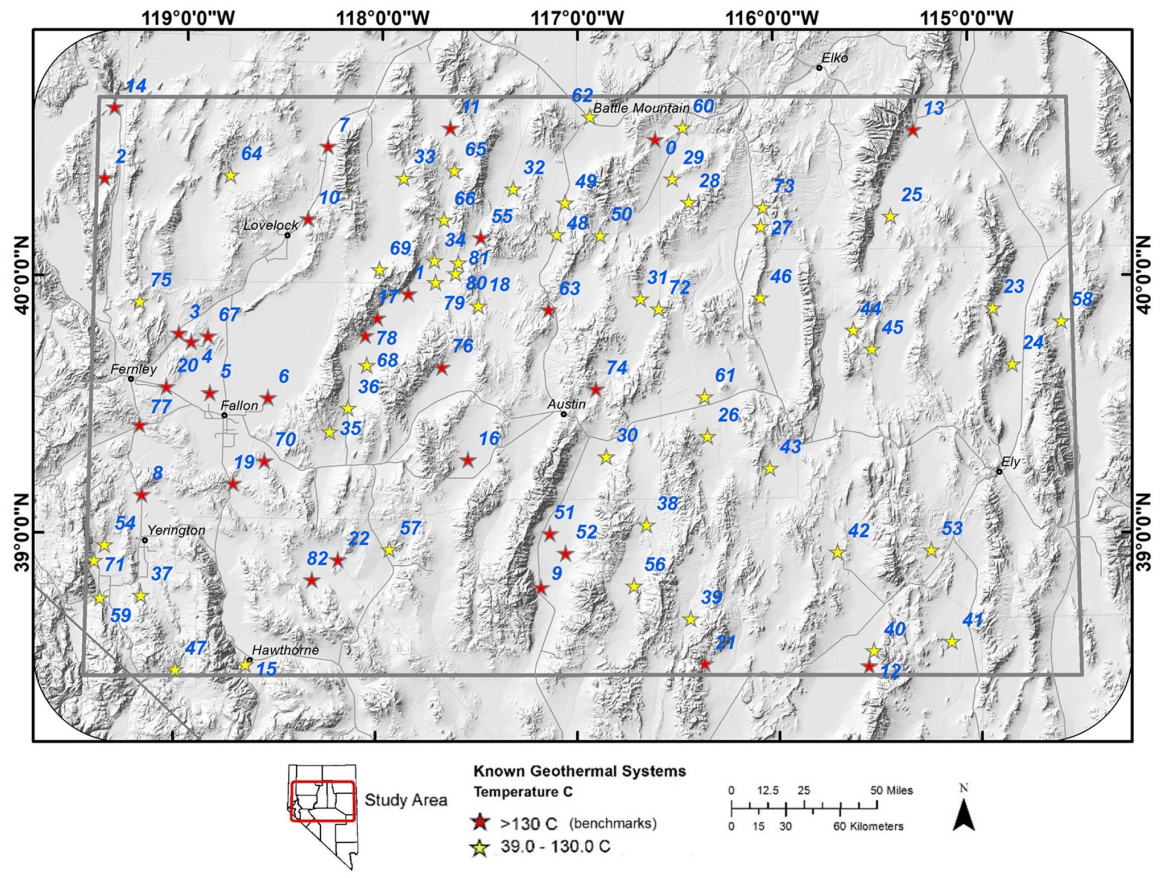 119°0'0"W 118°0'0"W 117°0'0"W 116°0'0"W 115°0'0"W
Elko
14
62 Battle Mountain 60
11 13
7 0
2 64 33 65 29
32 28
49 73
10 66 55 50 25
Lovelock 48 27
34
69 81
40°0'0"N 40°0'0"N
1 80 18 31 46
75 17 79 63 72 23 58
3 67 44
78 45
4 76 24
20 68
Fernley 5 6 74
36 61
77 Fallon Austin
26
35
70 30 43
19 16 Ely
8
51 38
54 52 42 53
39°0'0"N 39°0'0"N
Yerington 22 57
82
71 37 9 56
59 39
40 41
47 Hawthorne 21
15 12
Study Area
Known Geothermal Systems
Temperature C
>130 C (benchmarks)
39.0 - 130.0 C
0 12.5 25 50 Miles
0 15 30 60 Kilometers
N